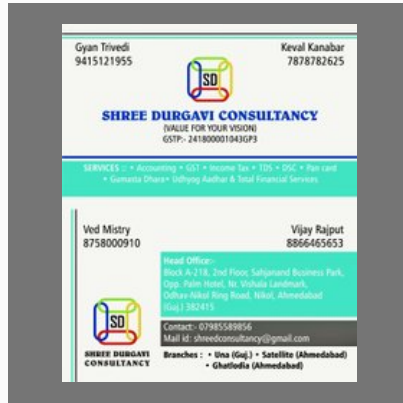 Gyan Trivedi
9415121955
Keval Kanabar
7878782625
SD
SHREE DURGAVI CONSULTANCY
(VALUE FOR YOUR VISION)
GSTP:- 241800001043GP3
SERVICES :: • Accounting • GST • Income Tax • TDS • DSC • Pan card
• Gumasta Dhara• Udhyog Aadhar & Total Financial Services
Ved Mistry
8758000910
Vijay Rajput
8866465653
Head Office:-
Block A-218, 2nd Floor, Sahjanand Business Park,
Opp. Palm Hotel, Nr. Vishala Landmark,
Odhav-Nikol Ring Road, Nikol, Ahmedabad
(Guj.) 382415
SD
SHREE DURGAVI
CONSULTANCY
Contact:- 07985589856
Mail id: shreedconsultancy@gmail.com
Branches : • Una (Guj.) • Satellite (Ahmedabad)
• Ghatlodia (Ahmedabad)